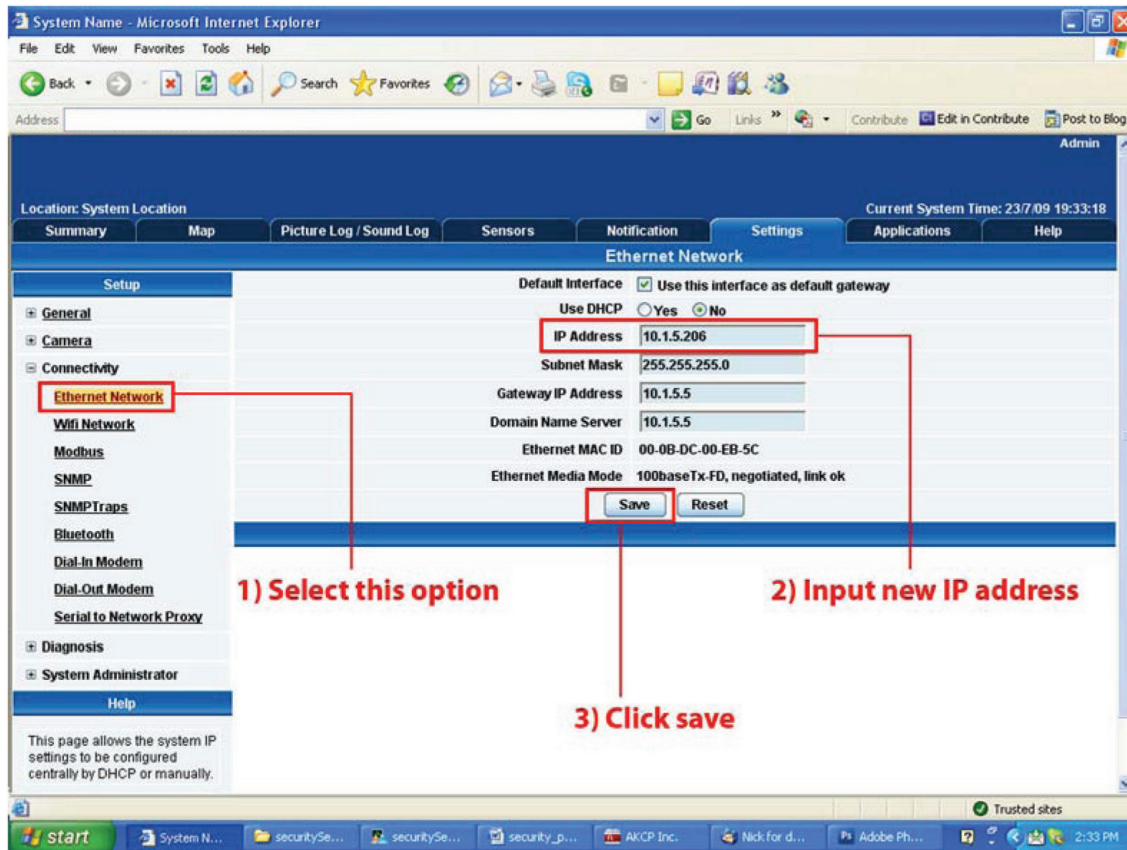 System Name - Microsoft Internet Explorer
File Edit View Favorites Tools Help
Back Search Favorites
Address Go Links » Contribute Edit in Contribute Post to Blog
Admin
Location: System Location Current System Time: 23/7/09 19:33:18
Summary Map Picture Log / Sound Log Sensors Notification Settings Applications Help
Ethernet Network
Setup
General
Camera
Connectivity
Ethernet Network
Wifi Network
Modbus
SNMP
SNMPTraps
Bluetooth
Dial-In Modem
Dial-Out Modem
Serial to Network Proxy
Diagnosis
System Administrator
Help
This page allows the system IP
settings to be configured
centrally by DHCP or manually.
Default Interface Use this interface as default gateway
Use DHCP Yes No
IP Address 10.1.5.206
Subnet Mask 255.255.255.0
Gateway IP Address 10.1.5.5
Domain Name Server 10.1.5.5
Ethernet MAC ID 00-0B-DC-00-EB-5C
Ethernet Media Mode 100baseTx-FD, negotiated, link ok
Save Reset
1) Select this option
2) Input new IP address
3) Click save
Trusted sites
start System N... securitySe... securitySe... security_p... AKCP Inc. Nick for d... Adobe Ph... 2:33 PM